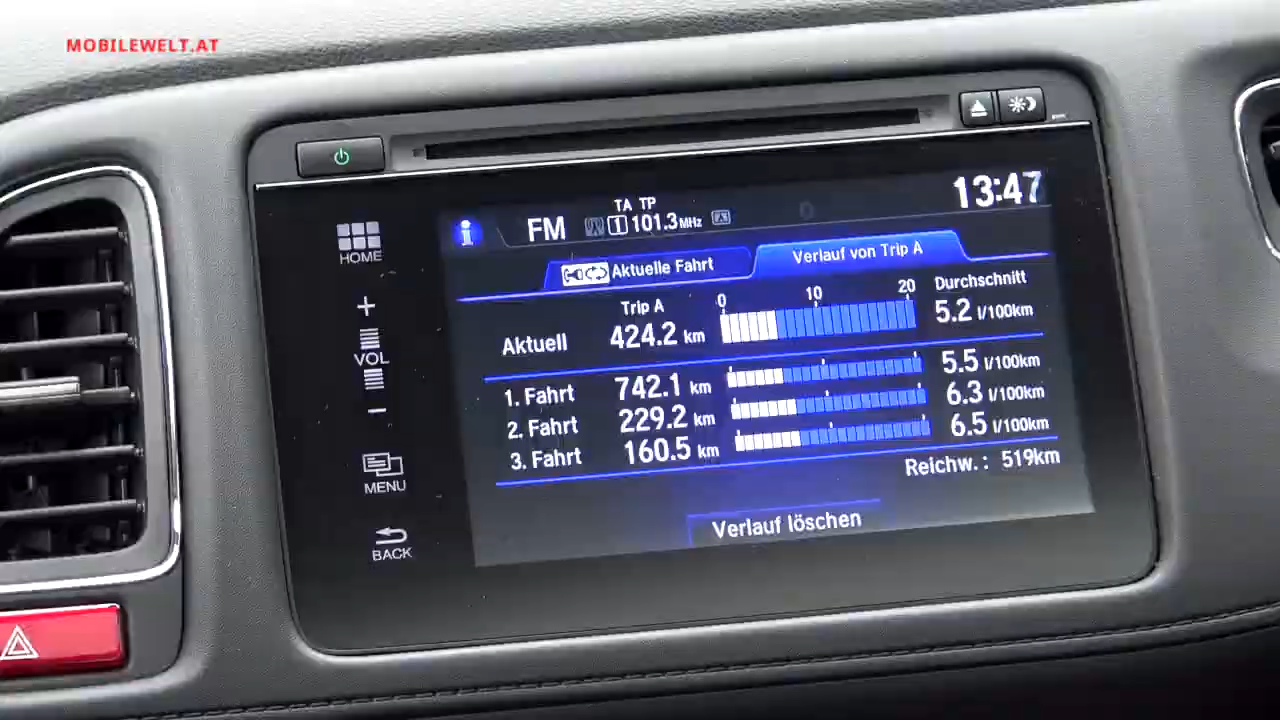 MOBILEWELT.AT
13:47
TA TP
FM 1 101.3MHz
HOME
Aktuelle Fahrt
Verlauf von Trip A
Trip A 0 10 20 Durchschnitt
Aktuell 424.2 km 5.2 l/100km
+
VOL
-
1. Fahrt 742.1 km 5.5 l/100km
2. Fahrt 229.2 km 6.3 l/100km
3. Fahrt 160.5 km 6.5 l/100km
Reichw.: 519km
MENU
Verlauf löschen
BACK